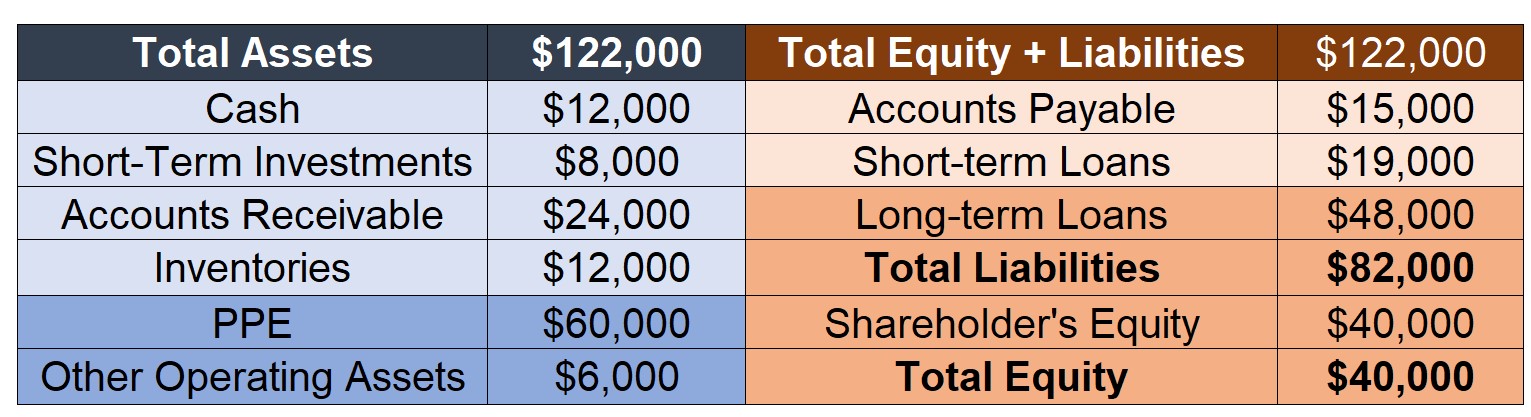 Total Assets $122,000 Total Equity + Liabilities $122,000
Cash $12,000 Accounts Payable $15,000
Short-Term Investments $8,000 Short-term Loans $19,000
Accounts Receivable $24,000 Long-term Loans $48,000
Inventories $12,000 Total Liabilities $82,000
PPE $60,000 Shareholder's Equity $40,000
Other Operating Assets $6,000 Total Equity $40,000